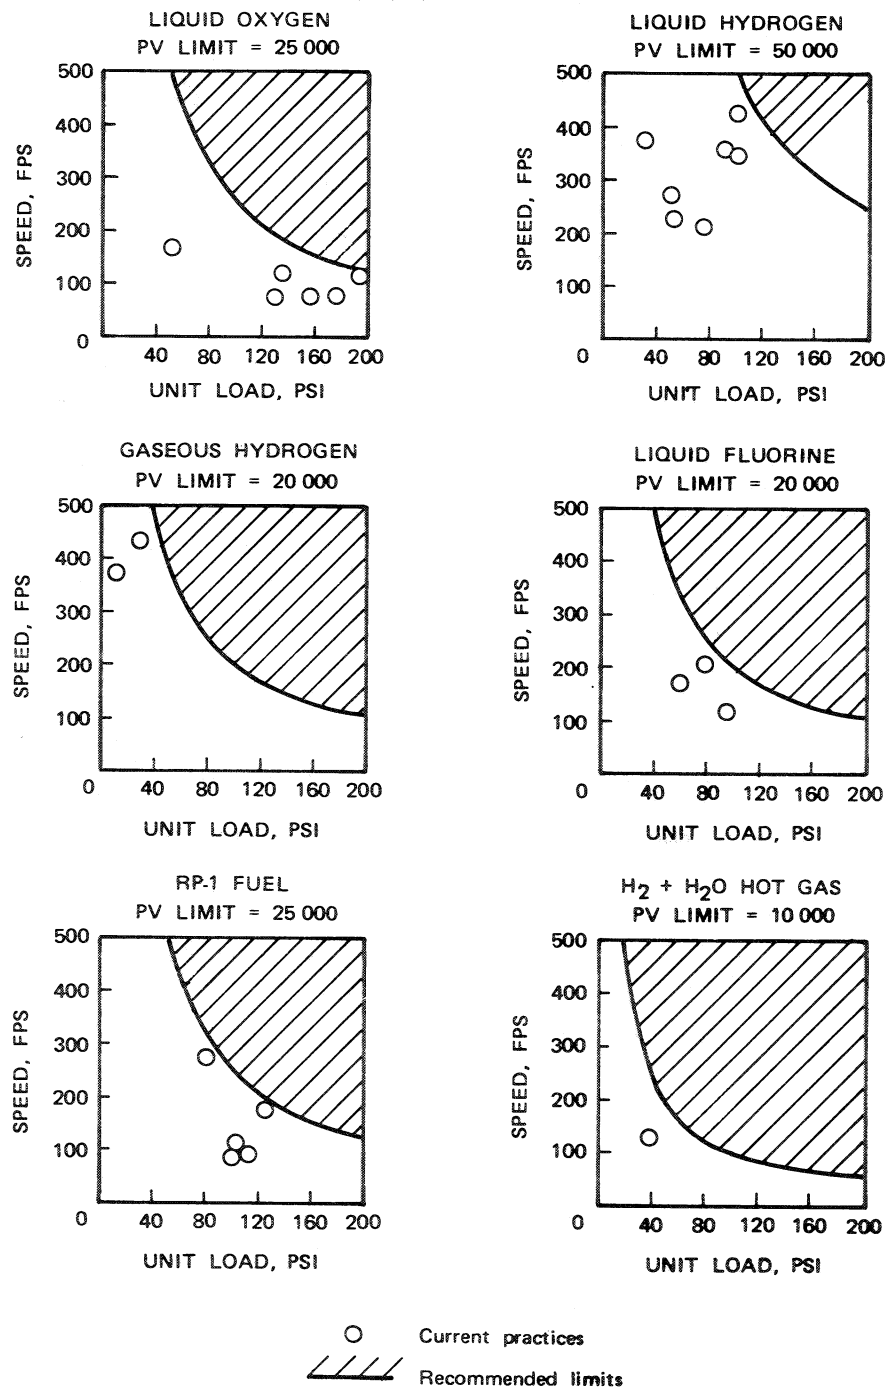 LIQUID OXYGEN
PV LIMIT = 25 000
500
400
300
200
100
0
40 80 120 160 200
SPEED, FPS
UNIT LOAD, PSI
LIQUID HYDROGEN
PV LIMIT = 50 000
500
400
300
200
100
0 40 80 120 160 200
SPEED, FPS
UNIT LOAD, PSI
GASEOUS HYDROGEN
PV LIMIT = 20 000
500
400
300
200
100
0 40 80 120 160 200
SPEED, FPS
UNIT LOAD, PSI
LIQUID FLUORINE
PV LIMIT = 20 000
500
400
300
200
100
0 40 80 120 160 200
SPEED, FPS
UNIT LOAD, PSI
RP-1 FUEL
PV LIMIT = 25 000
500
400
300
200
100
0 40 80 120 160 200
SPEED, FPS
UNIT LOAD, PSI
H2 + H2O HOT GAS
PV LIMIT = 10 000
500
400
300
200
100
0 40 80 120 160 200
SPEED, FPS
UNIT LOAD, PSI
Current practices
Recommended limits